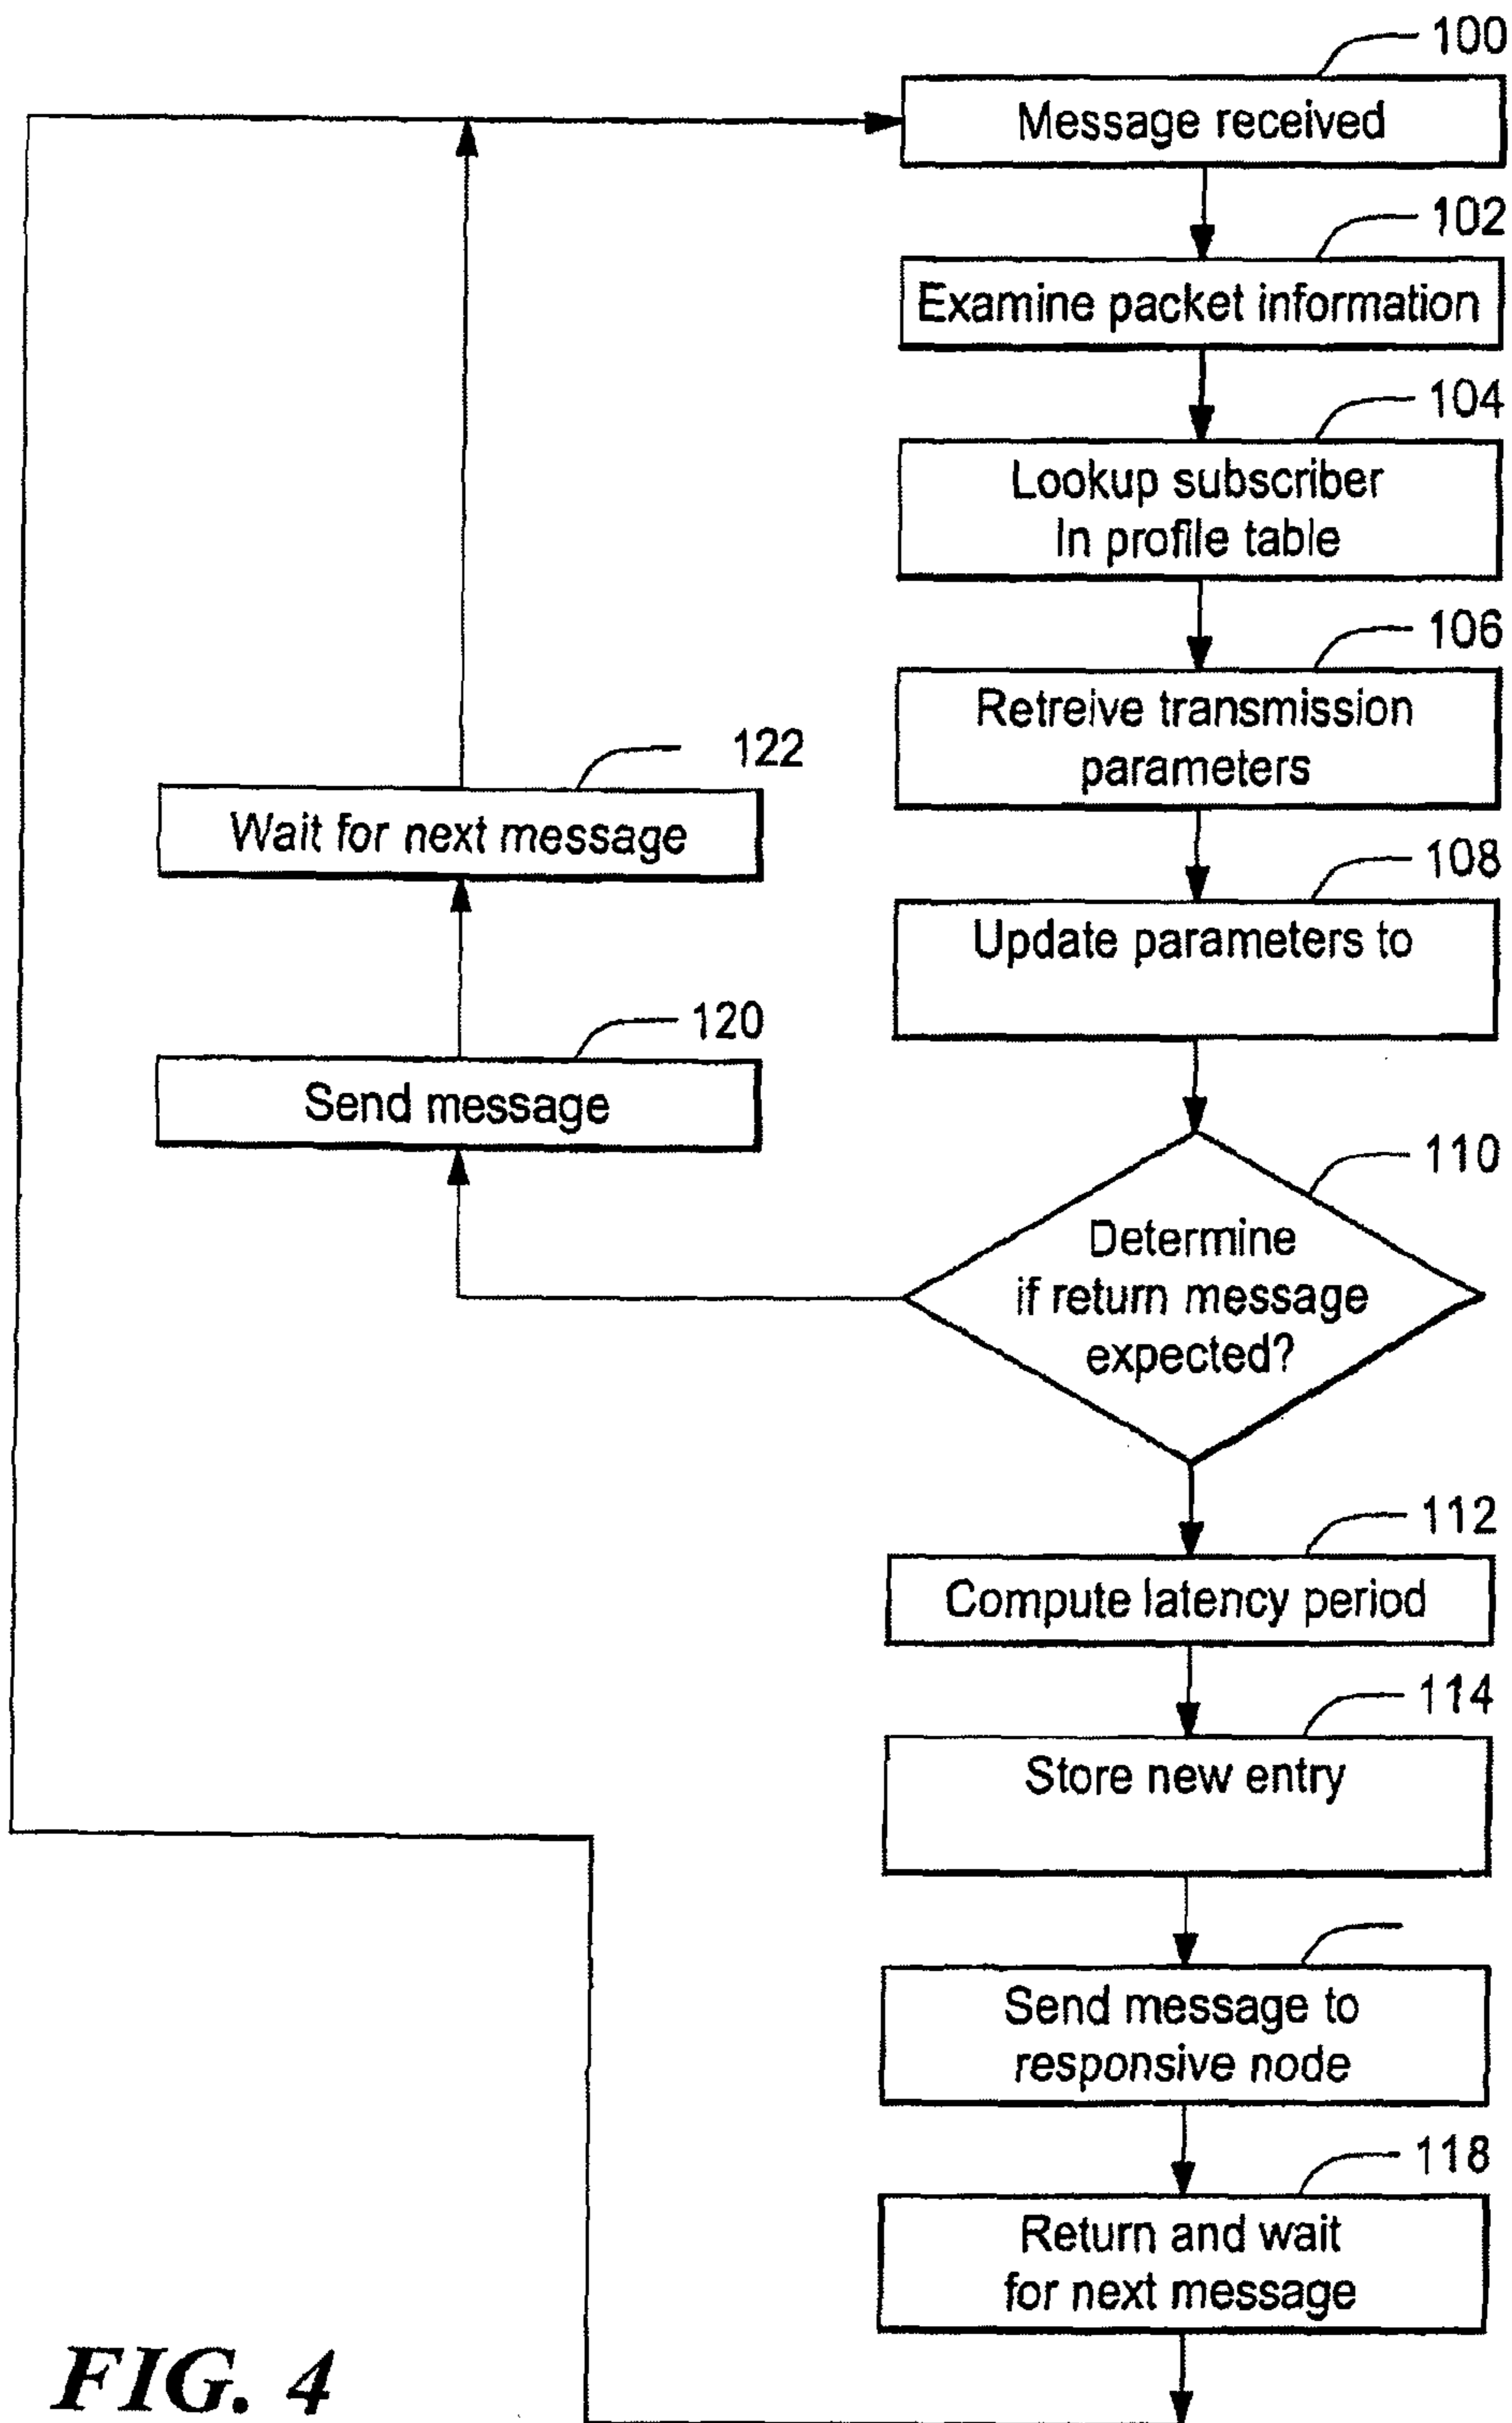 100
Message received
102
Examine packet information
104
Lookup subscriber
In profile table
106
Retreive transmission
parameters
108
Update parameters to
110
Determine
if return message
expected?
112
Compute latency period
114
Store new entry
Send message to
responsive node
118
Return and wait
for next message
122
Wait for next message
120
Send message
FIG. 4